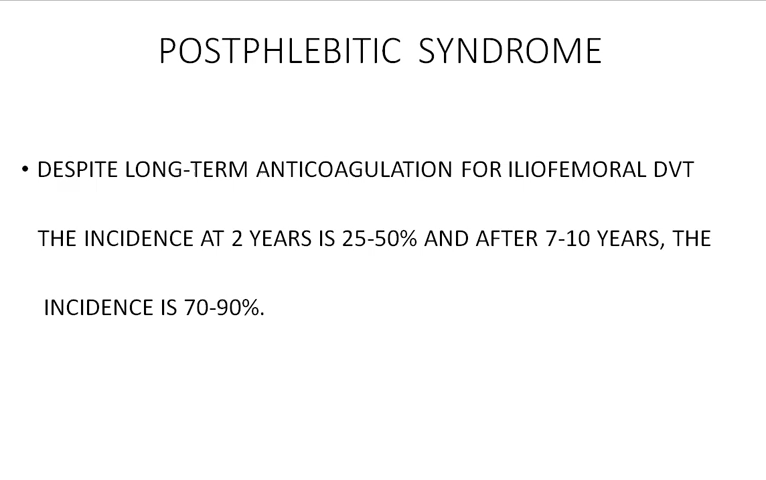 POSTPHLEBITIC SYNDROME
• DESPITE LONG-TERM ANTICOAGULATION FOR ILIOFEMORAL DVT
THE INCIDENCE AT 2 YEARS IS 25-50% AND AFTER 7-10 YEARS, THE
INCIDENCE IS 70-90%.